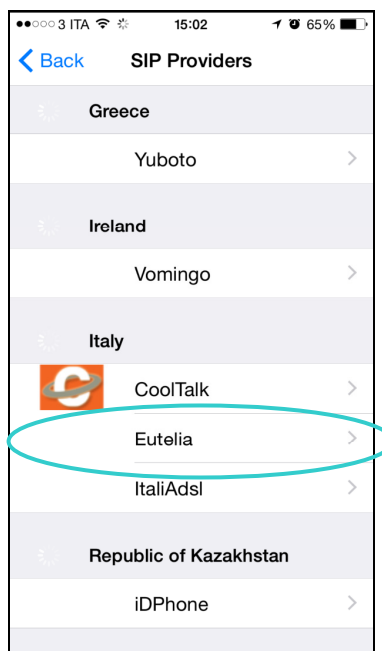 3 ITA 15:02 65%
Back SIP Providers
Greece
Yuboto
Ireland
Vomingo
Italy
CoolTalk
Eutelia
ItaliAdsl
Republic of Kazakhstan
iDPhone